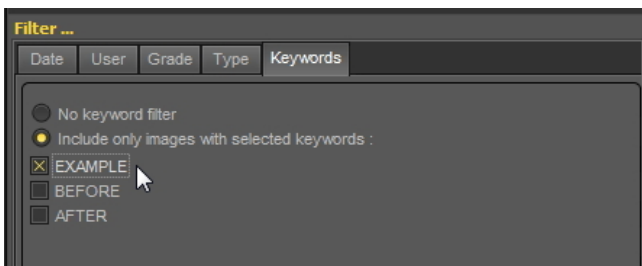 Filter ...
Date User Grade Type Keywords
No keyword filter
Include only images with selected keywords :
EXAMPLE
BEFORE
AFTER